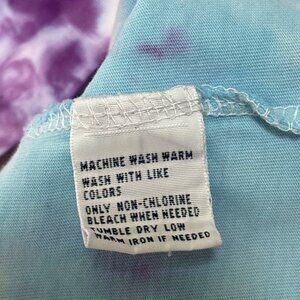 MACHINE WASH WARM
WASH WITH LIKE
COLORS
ONLY NON-CHLORINE
BLEACH WHEN NEEDED
TUMBLE DRY LOW
WARM IRON IF NEEDED